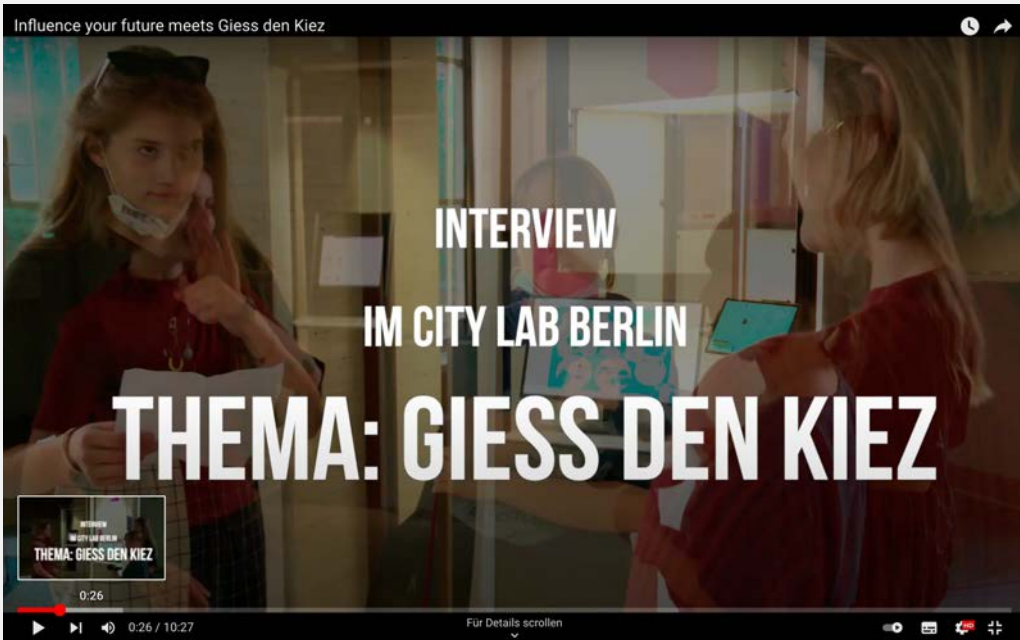 Influence your future meets Giess den Kiez
INTERVIEW
IM CITY LAB BERLIN
THEMA: GIESS DEN KIEZ
INTERVIEW
IM CITY LAB BERLIN
THEMA: GIESS DEN KIEZ
0:26
0:26 / 10:27
Für Details scrollen
HD